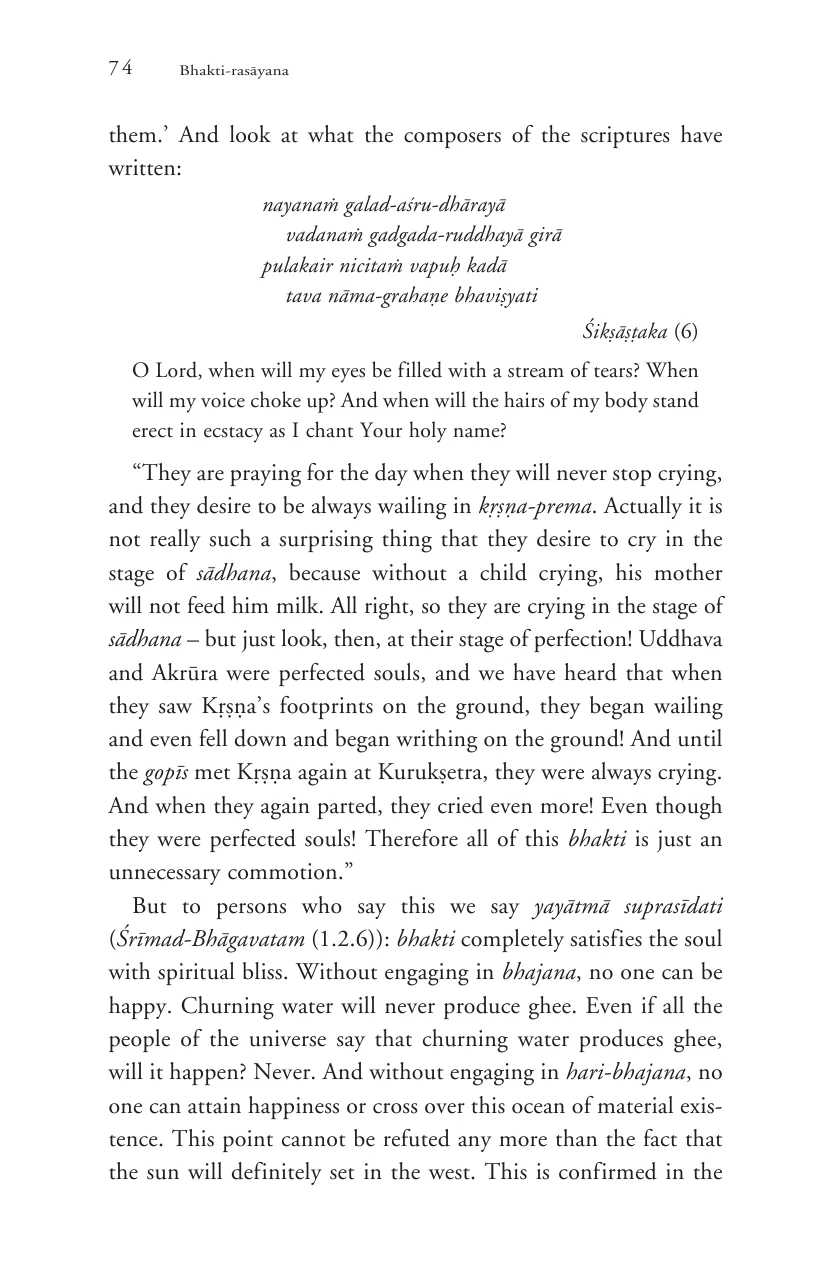 74 Bhakti-rasāyana
them.’ And look at what the composers of the scriptures have
written:
nayanaṁ galad-aśru-dhārayā
vadanaṁ gadgada-ruddhayā girā
pulakair nicitaṁ vapuḥ kadā
tava nāma-grahaṇe bhaviṣyati
Śikṣāṣṭaka (6)
O Lord, when will my eyes be filled with a stream of tears? When
will my voice choke up? And when will the hairs of my body stand
erect in ecstacy as I chant Your holy name?
“They are praying for the day when they will never stop crying,
and they desire to be always wailing in kṛṣṇa-prema. Actually it is
not really such a surprising thing that they desire to cry in the
stage of sādhana, because without a child crying, his mother
will not feed him milk. All right, so they are crying in the stage of
sādhana – but just look, then, at their stage of perfection! Uddhava
and Akrūra were perfected souls, and we have heard that when
they saw Kṛṣṇa’s footprints on the ground, they began wailing
and even fell down and began writhing on the ground! And until
the gopīs met Kṛṣṇa again at Kurukṣetra, they were always crying.
And when they again parted, they cried even more! Even though
they were perfected souls! Therefore all of this bhakti is just an
unnecessary commotion.”
But to persons who say this we say yayātmā suprasīdati
(Śrīmad-Bhāgavatam (1.2.6)): bhakti completely satisfies the soul
with spiritual bliss. Without engaging in bhajana, no one can be
happy. Churning water will never produce ghee. Even if all the
people of the universe say that churning water produces ghee,
will it happen? Never. And without engaging in hari-bhajana, no
one can attain happiness or cross over this ocean of material exis-
tence. This point cannot be refuted any more than the fact that
the sun will definitely set in the west. This is confirmed in the